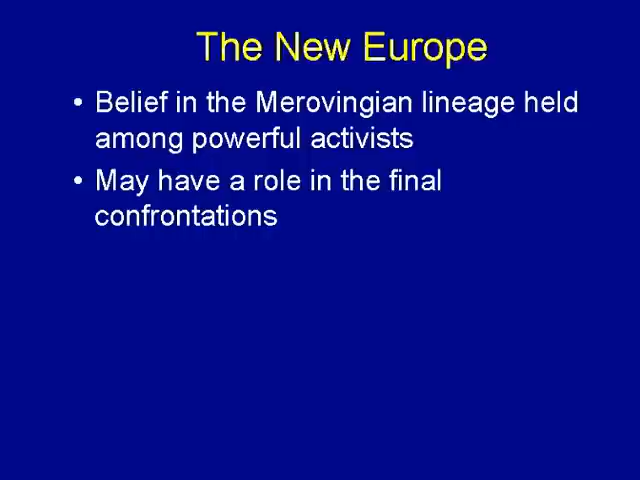 The New Europe
• Belief in the Merovingian lineage held
among powerful activists
• May have a role in the final
confrontations